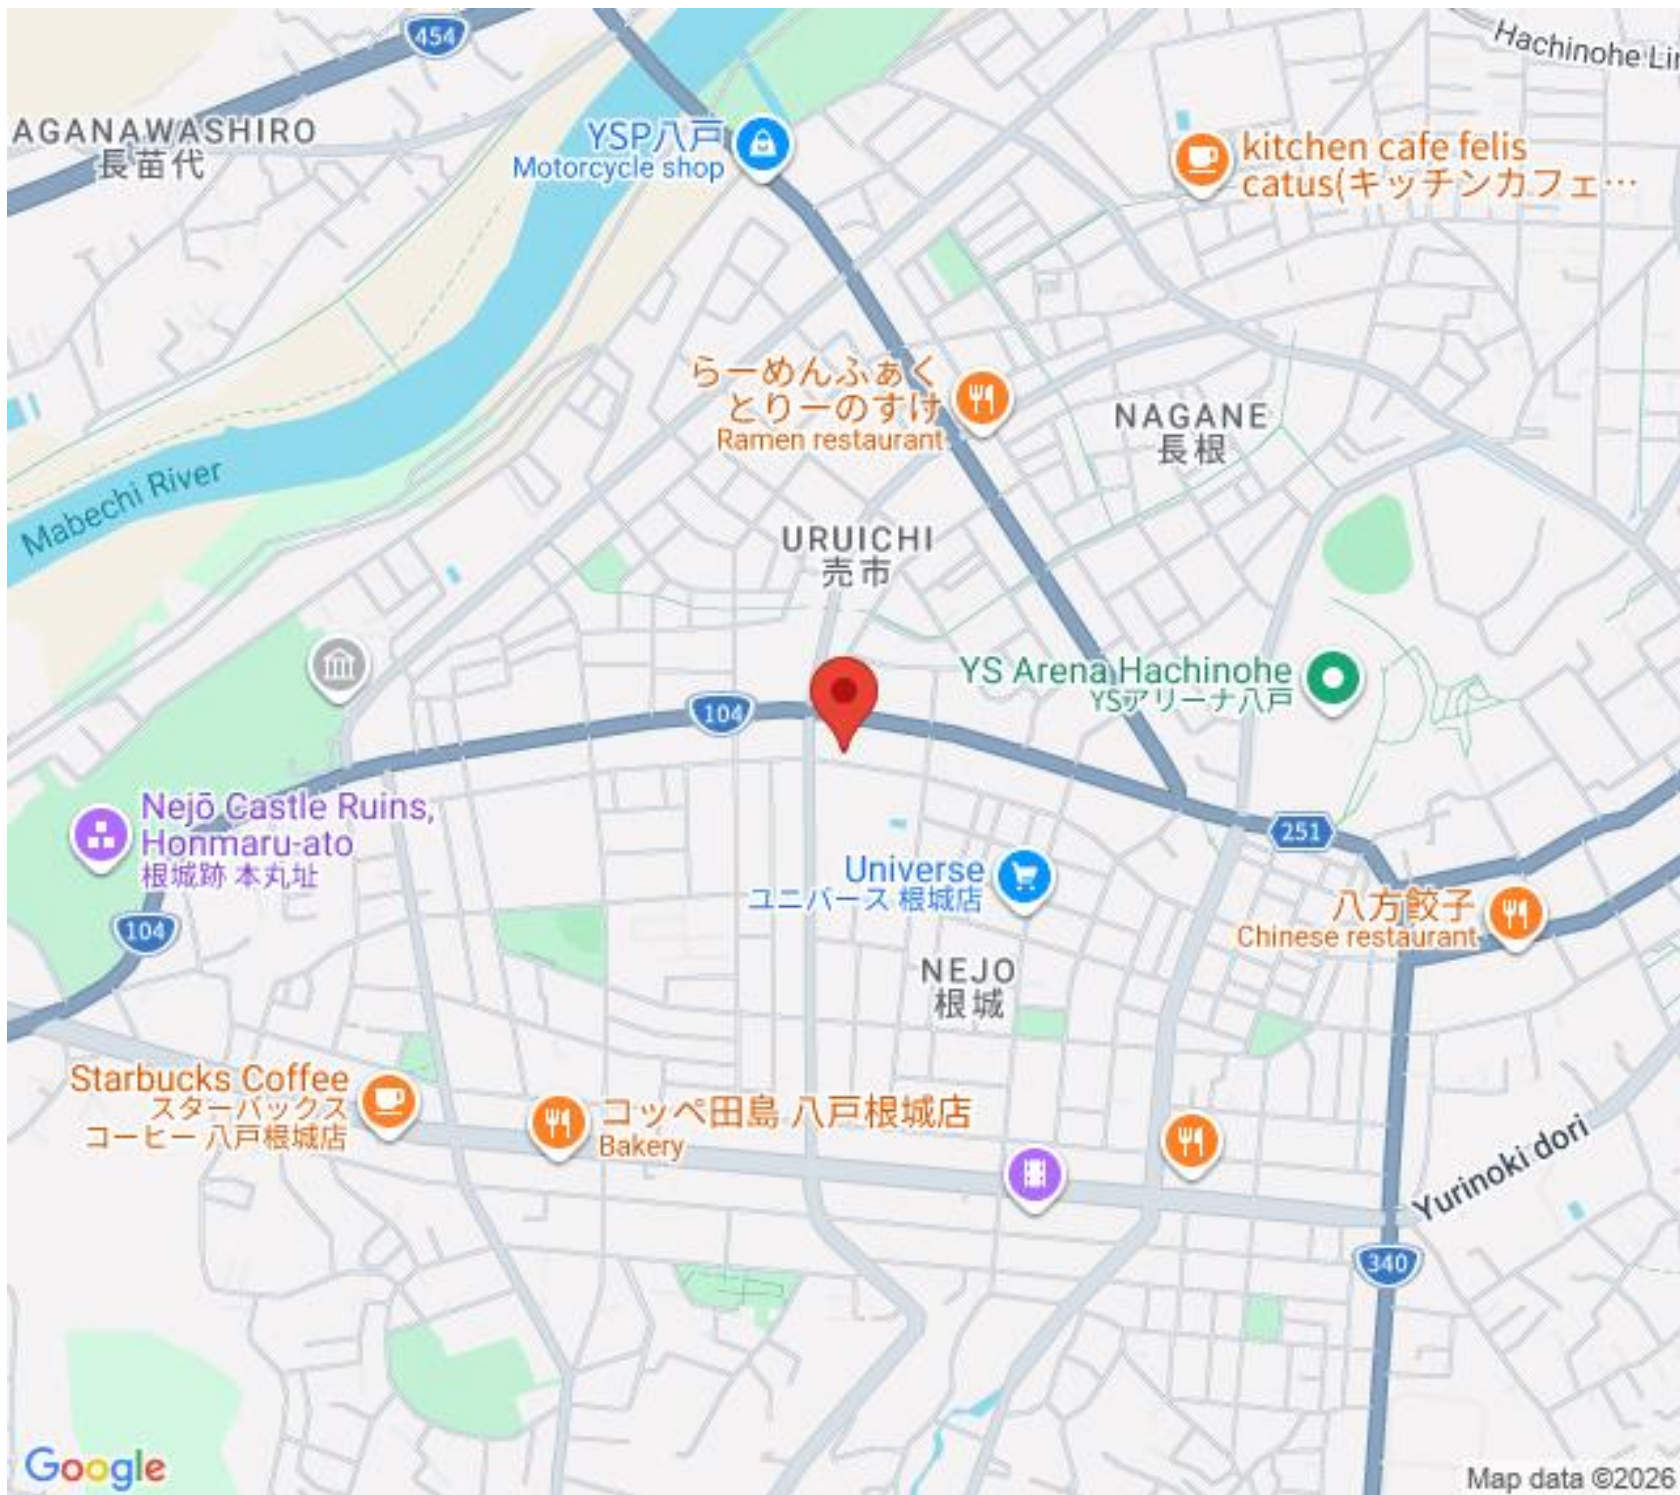 454
Hachinohe Lin
AGANAWASHIRO
長苗代
YSP八戸
Motorcycle shop
kitchen cafe felis
catus(キッチンカフェ…
らーめんふぁく
とりーのすけ
Ramen restaurant
NAGANE
長根
Mabechi River
URUICHI
売市
YS Arena Hachinohe
YSアリーナ八戸
104
Nejō Castle Ruins,
Honmaru-ato
根城跡 本丸址
251
Universe
ユニバース 根城店
八方餃子
Chinese restaurant
104
NEJO
根城
Starbucks Coffee
スターバックス
コーヒー 八戸根城店
コッペ田島 八戸根城店
Bakery
Yurinoki dori
340
Google
Map data ©2026